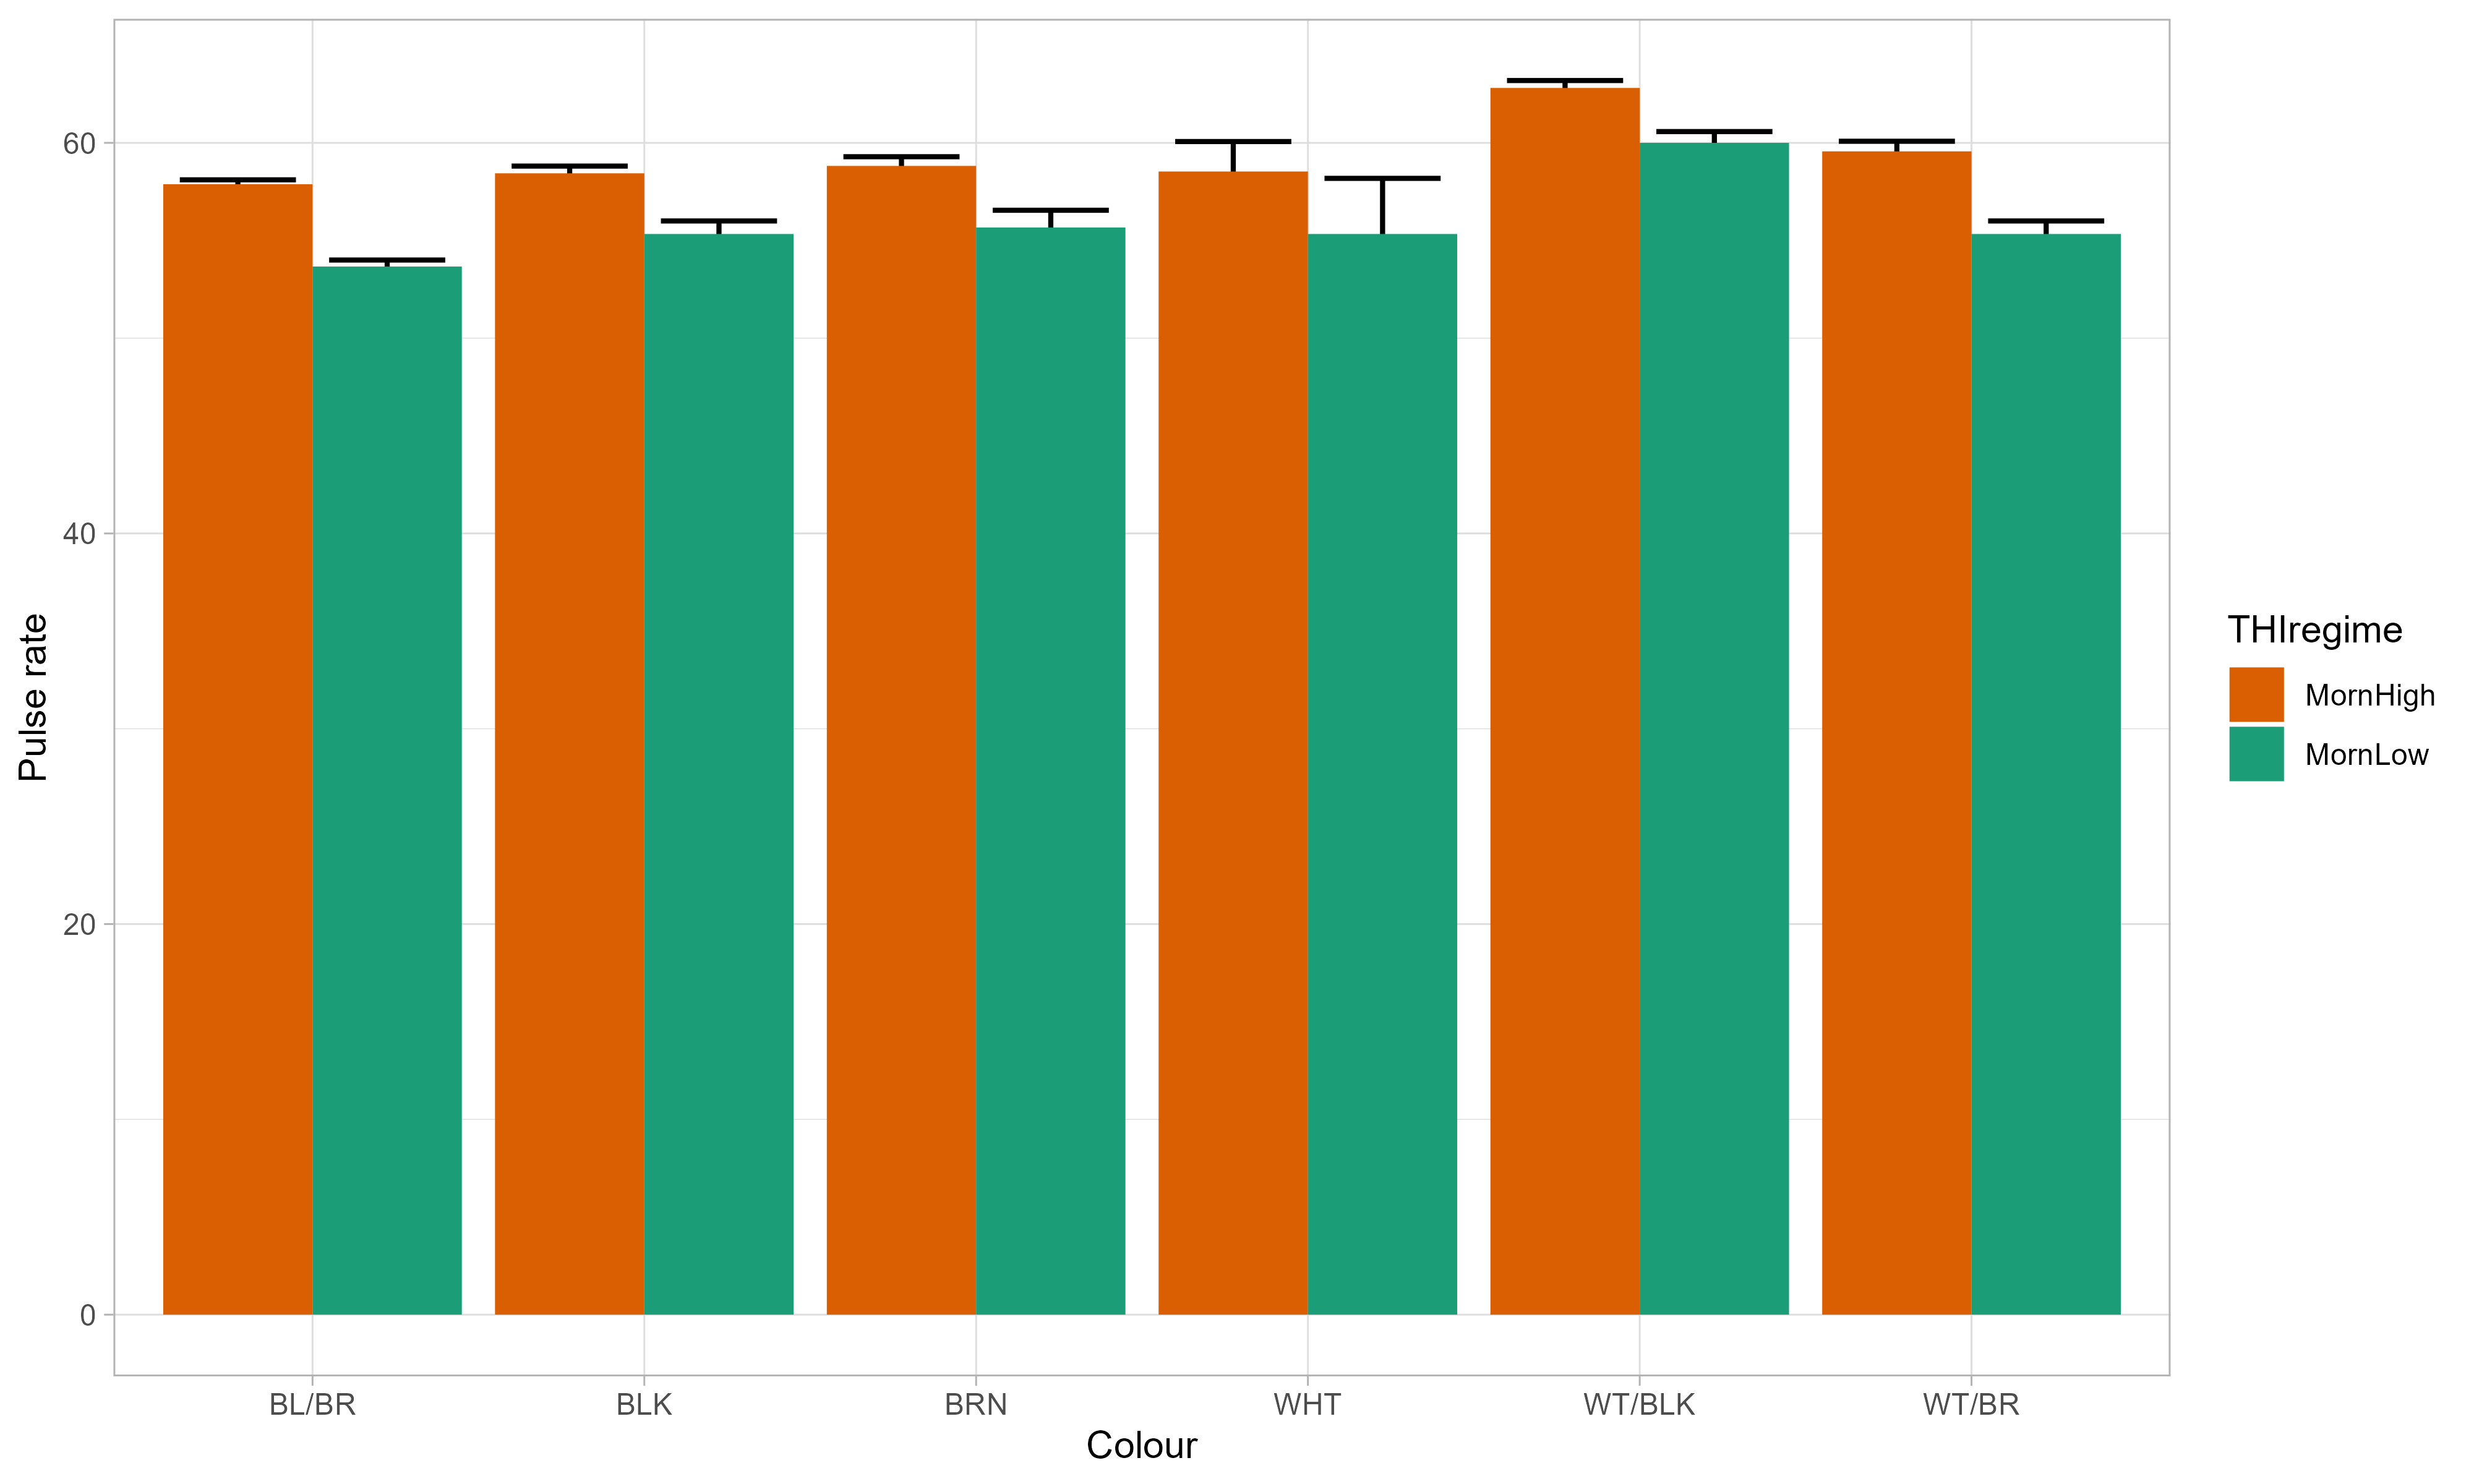 60
40
20
0
Pulse rate
BL/BR BLK BRN WHT WT/BLK WT/BR
Colour
THIregime
MornHigh
MornLow